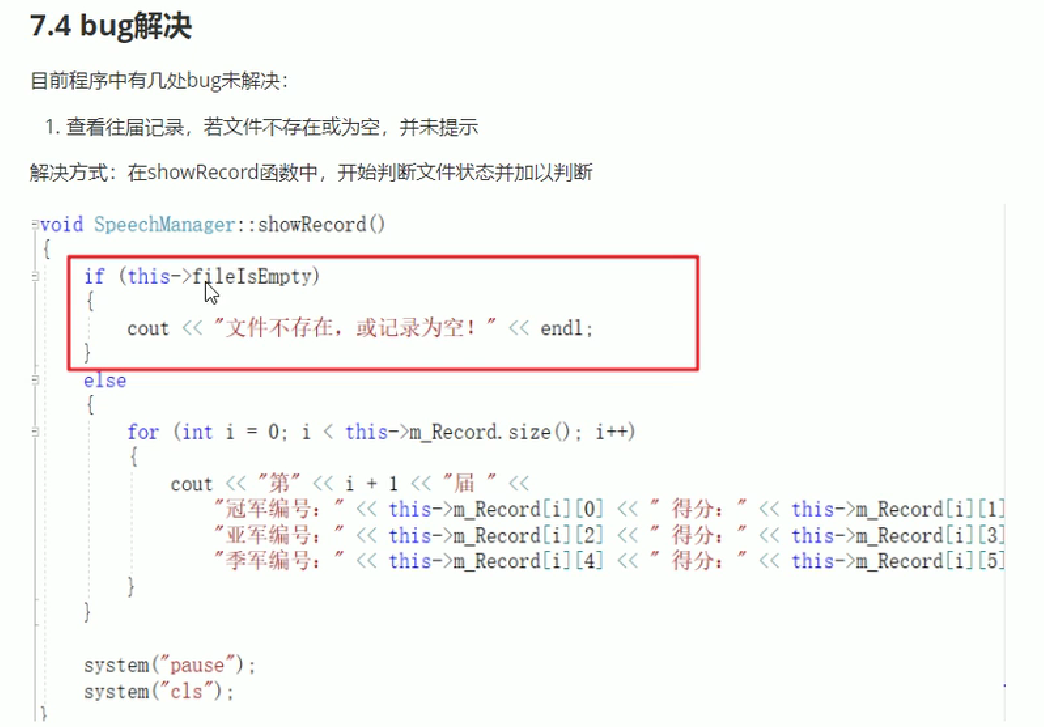 7.4 bug解决
目前程序中有几处bug未解决：
1. 查看往届记录，若文件不存在或为空，并未提示
解决方式：在showRecord函数中，开始判断文件状态并加以判断
void SpeechManager::showRecord()
{
if (this->fileIsEmpty)
{
cout << "文件不存在，或记录为空！" << endl;
}
else
{
for (int i = 0; i < this->m_Record.size(); i++)
{
cout << "第" << i + 1 << "届 " <<
"冠军编号：" << this->m_Record[i][0] << " 得分：" << this->m_Record[i][1]
"亚军编号：" << this->m_Record[i][2] << " 得分：" << this->m_Record[i][3]
"季军编号：" << this->m_Record[i][4] << " 得分：" << this->m_Record[i][5]
}
}
system("pause");
system("cls");
}